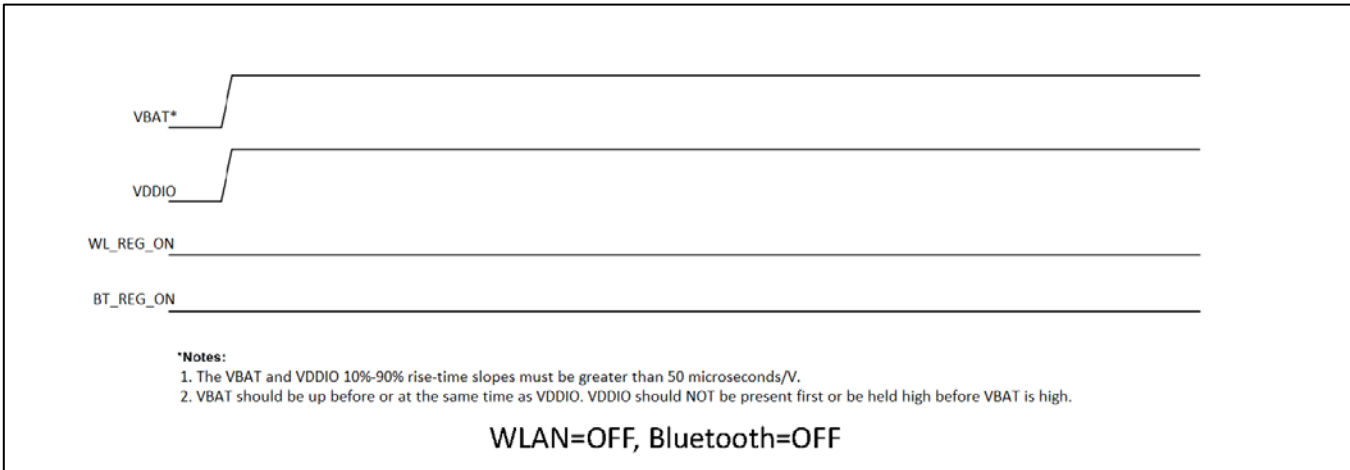 VBAT*
VDDIO
WL_REG_ON
BT_REG_ON
*Notes:
1. The VBAT and VDDIO 10%-90% rise-time slopes must be greater than 50 microseconds/V.
2. VBAT should be up before or at the same time as VDDIO. VDDIO should NOT be present first or be held high before VBAT is high.
WLAN=OFF, Bluetooth=OFF